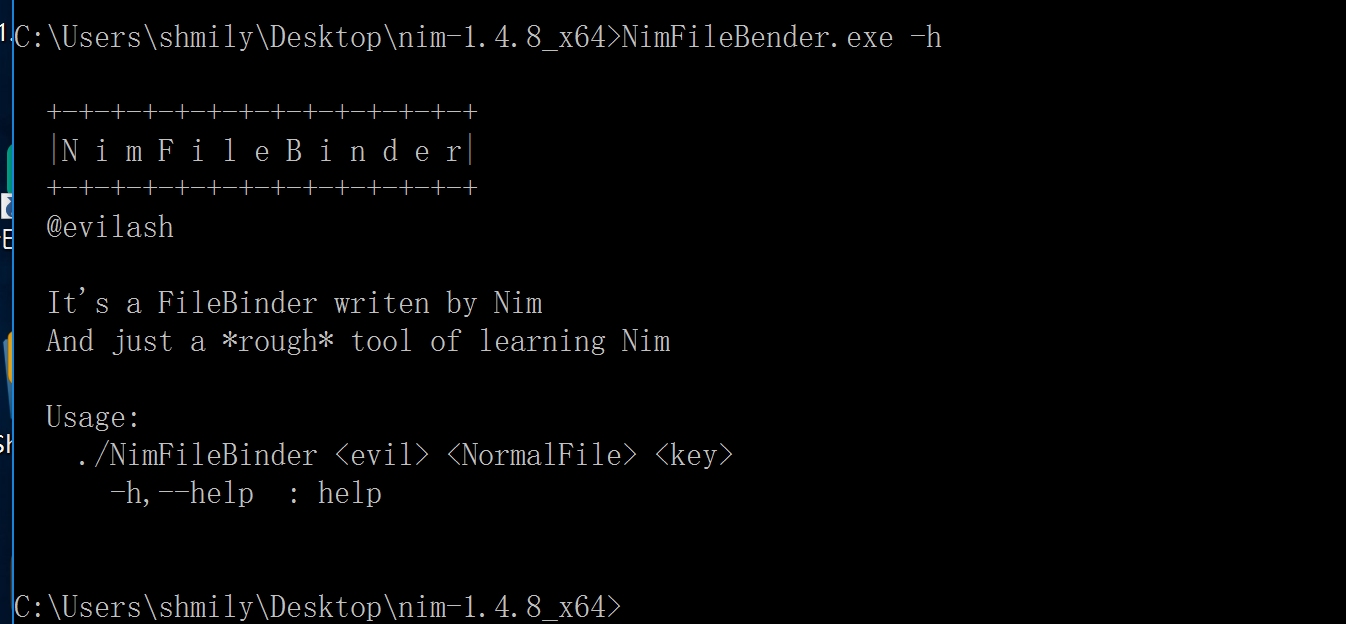 C:\Users\shmily\Desktop\nim-1.4.8_x64>NimFileBender.exe -h
+-+-+-+-+-+-+-+-+-+-+-+-+-+
|N i m F i l e B i n d e r|
+-+-+-+-+-+-+-+-+-+-+-+-+-+
@evilash
It's a FileBinder writen by Nim
And just a *rough* tool of learning Nim
Usage:
./NimFileBinder <evil> <NormalFile> <key>
-h,--help : help
C:\Users\shmily\Desktop\nim-1.4.8_x64>